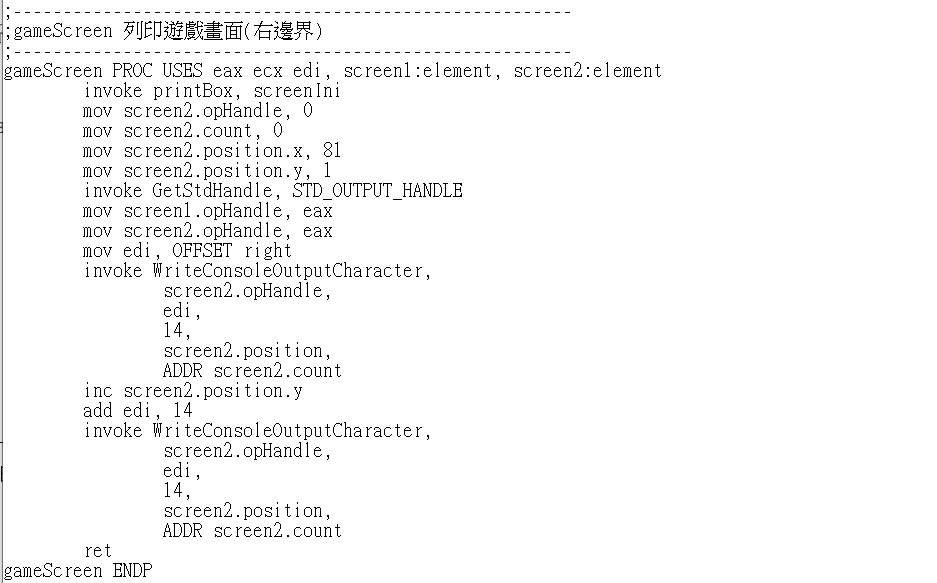 ;-------------------------------------------------------
;gameScreen 列印遊戲畫面(右邊界)
;-------------------------------------------------------
gameScreen PROC USES eax ecx edi, screen1:element, screen2:element
        invoke printBox, screenIni
        mov screen2.opHandle, 0
        mov screen2.count, 0
        mov screen2.position.x, 81
        mov screen2.position.y, 1
        invoke GetStdHandle, STD_OUTPUT_HANDLE
        mov screen1.opHandle, eax
        mov screen2.opHandle, eax
        mov edi, OFFSET right
        invoke WriteConsoleOutputCharacter,
                screen2.opHandle,
                edi,
                14,
                screen2.position,
                ADDR screen2.count
        inc screen2.position.y
        add edi, 14
        invoke WriteConsoleOutputCharacter,
                screen2.opHandle,
                edi,
                14,
                screen2.position,
                ADDR screen2.count
        ret
gameScreen ENDP